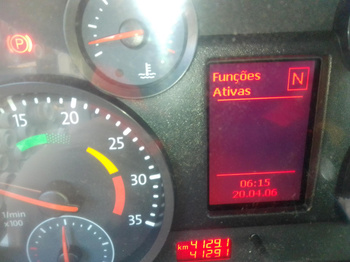 P
Funções N
Ativas
15
20
25
30
35
1/min
x100
06:15
20.04.06
km 41291
41291